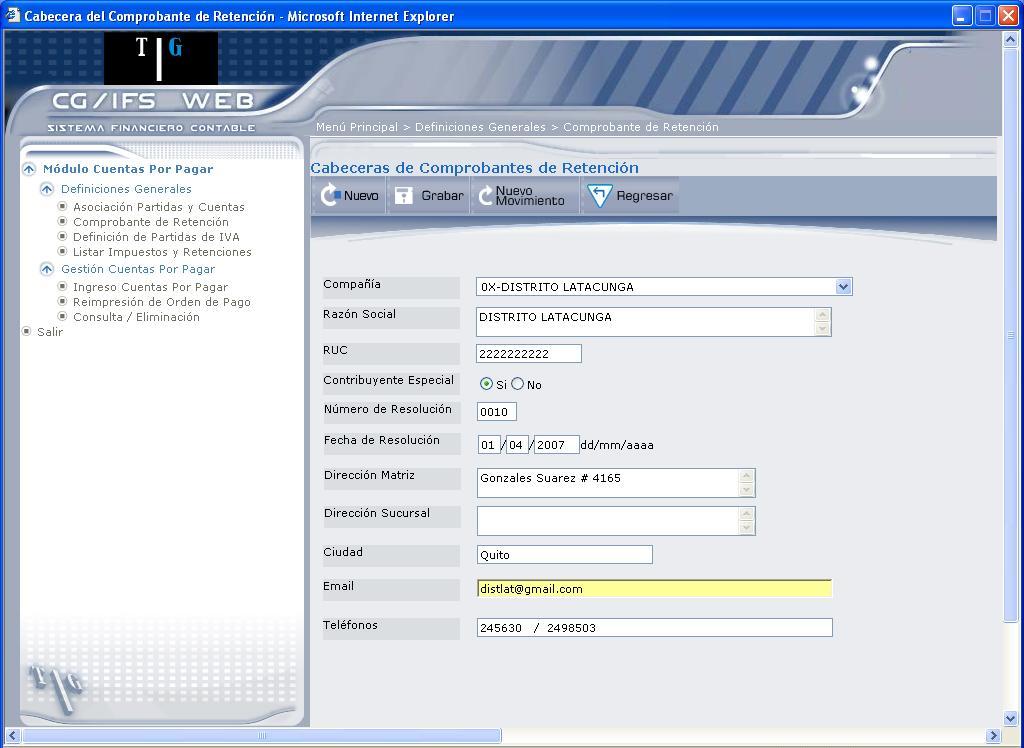 Cabecera del Comprobante de Retención - Microsoft Internet Explorer
T G
CG/IFS WEB
SISTEMA FINANCIERO CONTABLE
Menú Principal > Definiciones Generales > Comprobante de Retención
Módulo Cuentas Por Pagar
Definiciones Generales
Asociación Partidas y Cuentas
Comprobante de Retención
Definición de Partidas de IVA
Listar Impuestos y Retenciones
Gestión Cuentas Por Pagar
Ingreso Cuentas Por Pagar
Reimpresión de Orden de Pago
Consulta / Eliminación
Salir
T G
Cabeceras de Comprobantes de Retención
Nuevo Grabar Nuevo Movimiento Regresar
Compañía 0X-DISTRITO LATACUNGA
Razón Social DISTRITO LATACUNGA
RUC 2222222222
Contribuyente Especial Si No
Número de Resolución 0010
Fecha de Resolución 01 / 04 / 2007 dd/mm/aaaa
Dirección Matriz Gonzales Suarez # 4165
Dirección Sucursal
Ciudad Quito
Email distlat@gmail.com
Teléfonos 245630 / 2498503